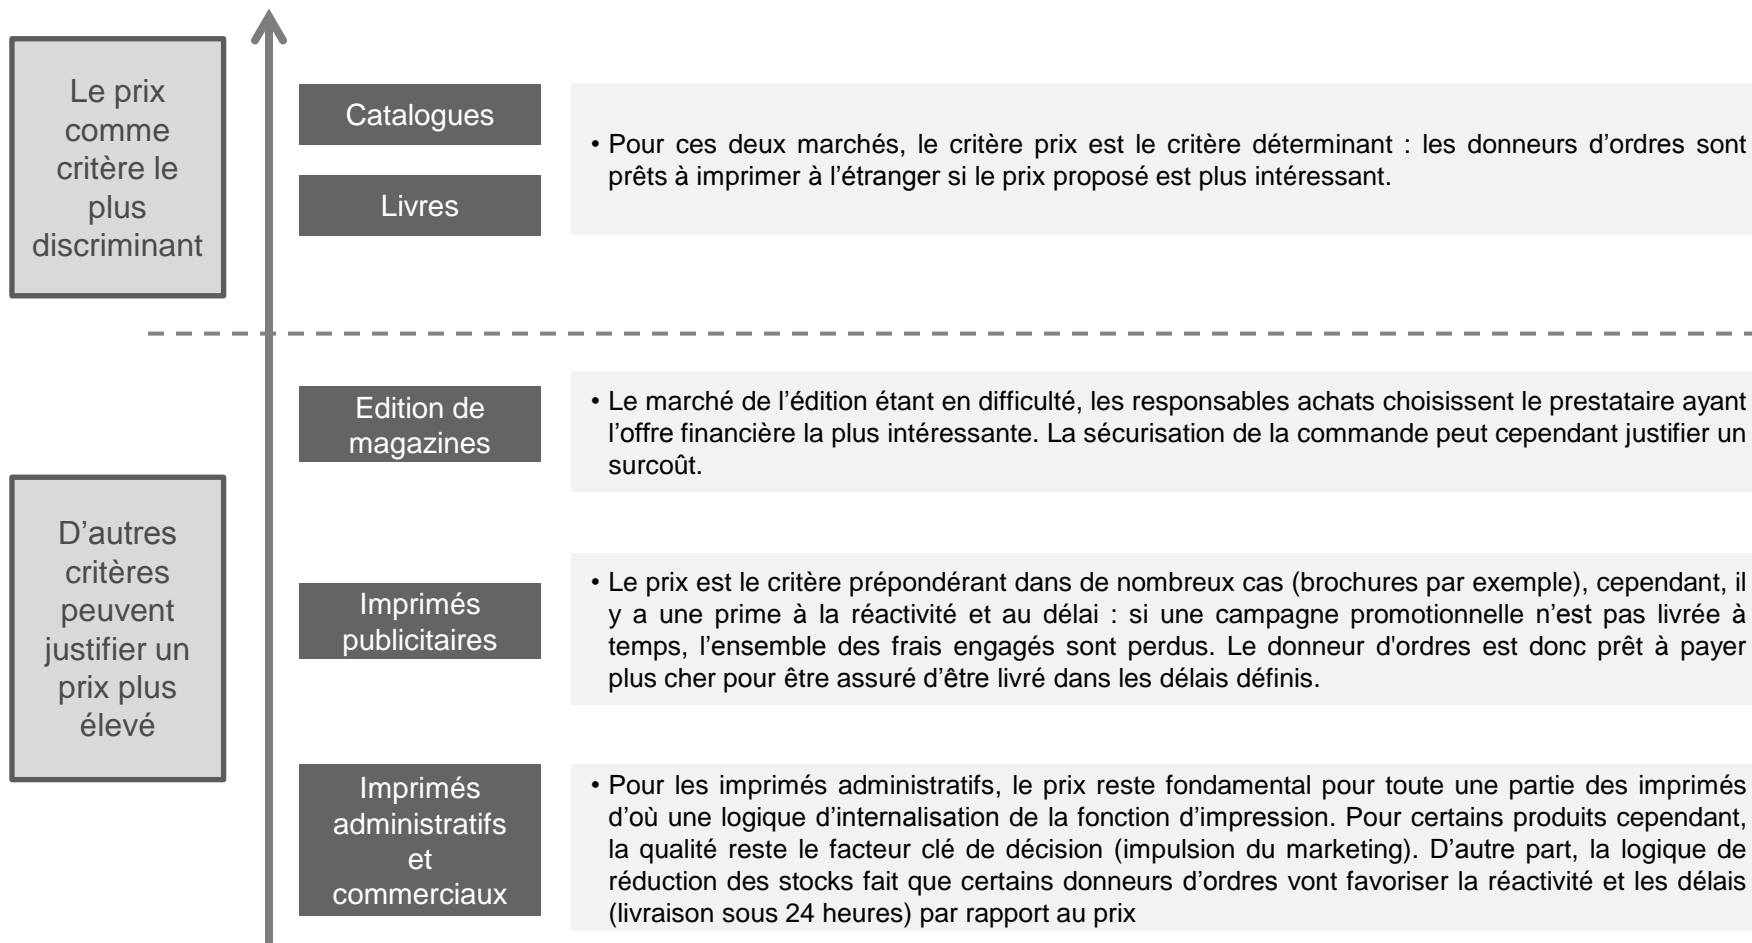 Le prix
comme
critère le
plus
discriminant
Catalogues
Livres
• Pour ces deux marchés, le critère prix est le critère déterminant : les donneurs d’ordres sont
prêts à imprimer à l’étranger si le prix proposé est plus intéressant.
D’autres
critères
peuvent
justifier un
prix plus
élevé
Edition de
magazines
• Le marché de l’édition étant en difficulté, les responsables achats choisissent le prestataire ayant
l’offre financière la plus intéressante. La sécurisation de la commande peut cependant justifier un
surcoût.
Imprimés
publicitaires
• Le prix est le critère prépondérant dans de nombreux cas (brochures par exemple), cependant, il
y a une prime à la réactivité et au délai : si une campagne promotionnelle n’est pas livrée à
temps, l’ensemble des frais engagés sont perdus. Le donneur d'ordres est donc prêt à payer
plus cher pour être assuré d’être livré dans les délais définis.
Imprimés
administratifs
et
commerciaux
• Pour les imprimés administratifs, le prix reste fondamental pour toute une partie des imprimés
d’où une logique d’internalisation de la fonction d’impression. Pour certains produits cependant,
la qualité reste le facteur clé de décision (impulsion du marketing). D’autre part, la logique de
réduction des stocks fait que certains donneurs d’ordres vont favoriser la réactivité et les délais
(livraison sous 24 heures) par rapport au prix